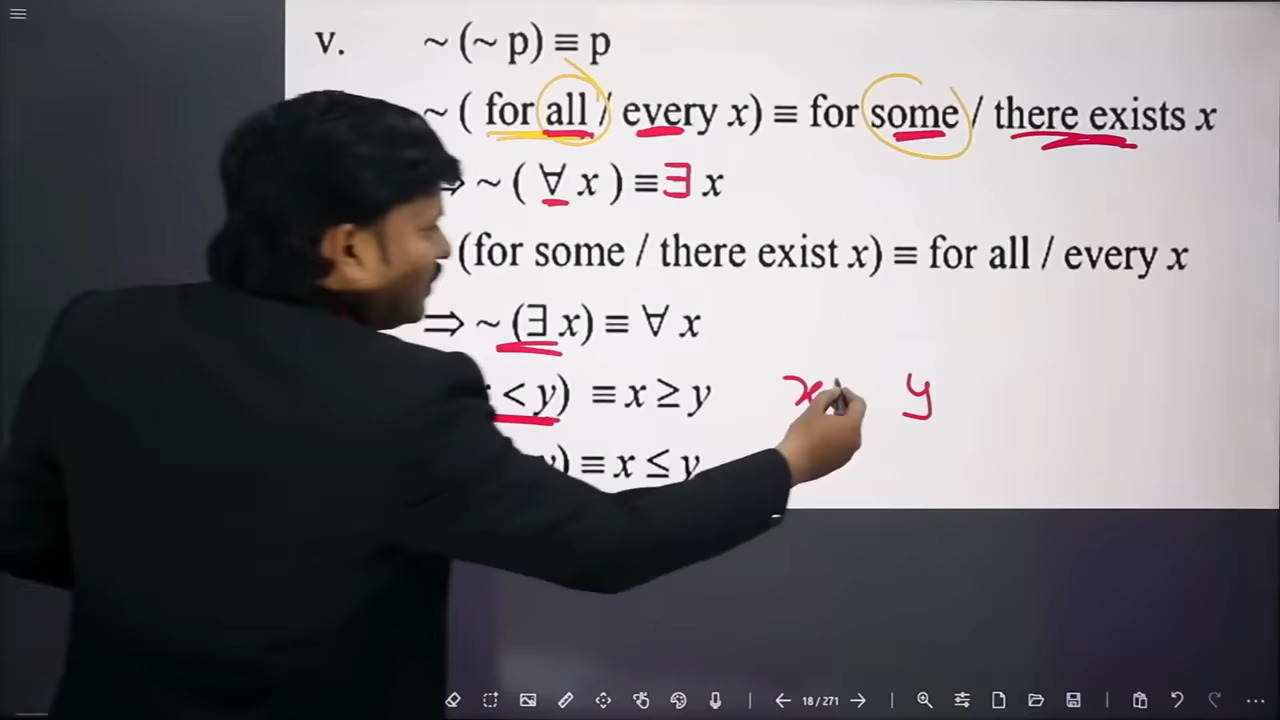 v. ~ (~ p) ≡ p
~ ( for all / every x) ≡ for some / there exists x
⇒ ~ ( ∀ x ) ≡ ∃ x
(for some / there exist x) ≡ for all / every x
⇒ ~ (∃ x) ≡ ∀ x
< y) ≡ x ≥ y x y
) ≡ x ≤ y
18 / 271